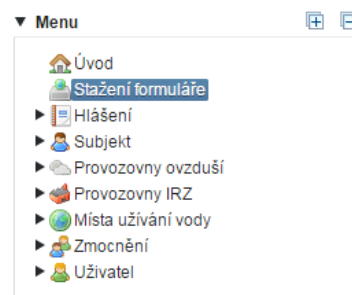 Menu
Úvod
Stažení formuláře
Hlášení
Subjekt
Provozovny ovzduší
Provozovny IRZ
Místa užívání vody
Zmocnění
Uživatel